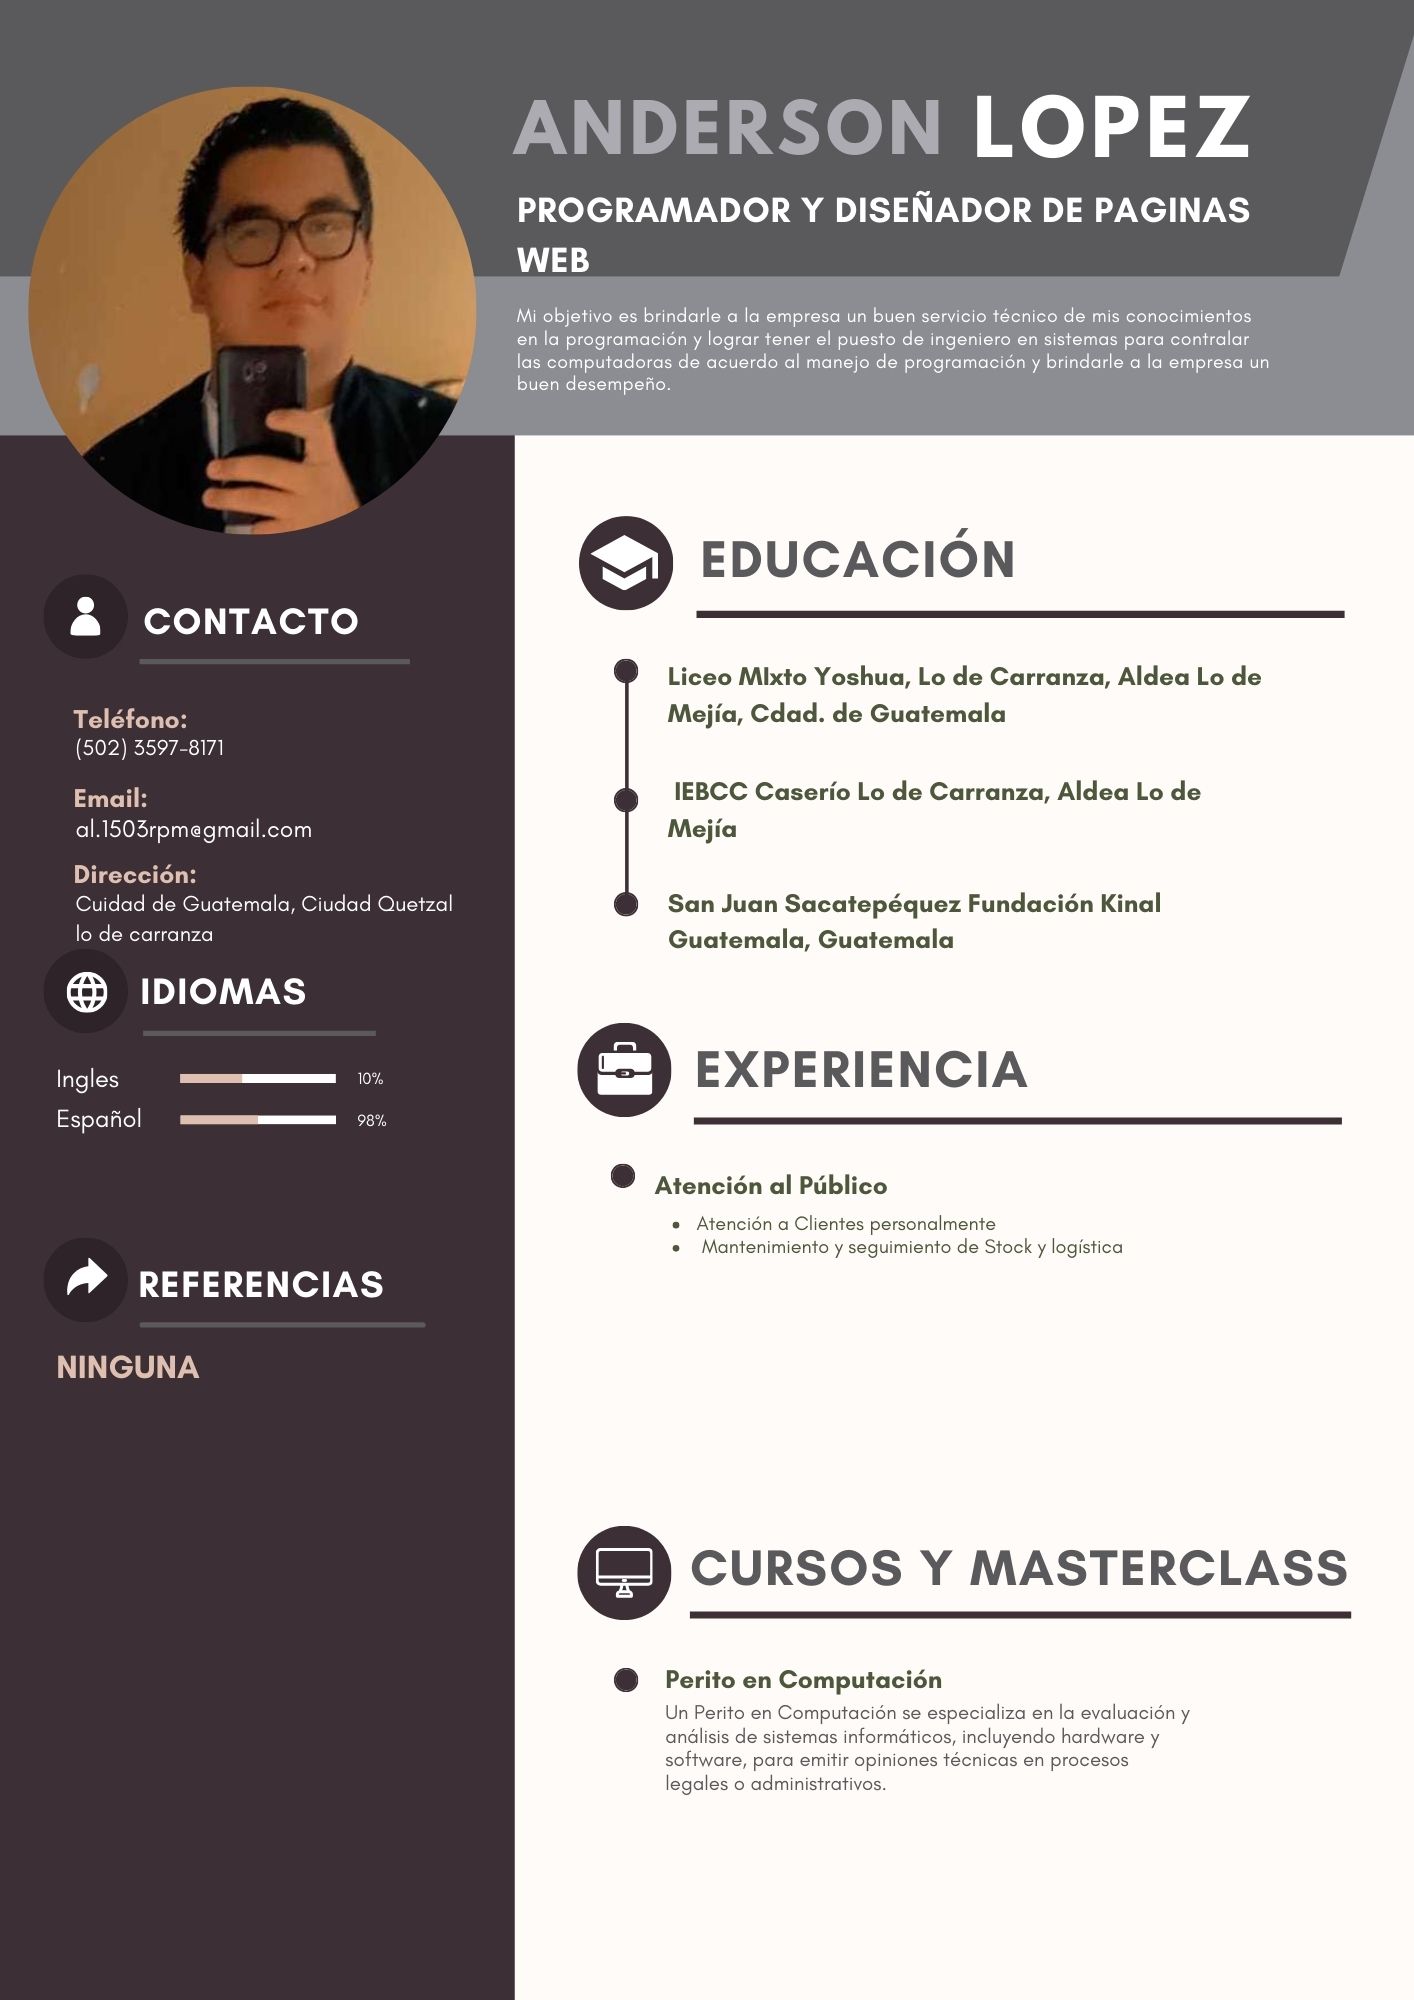 ANDERSON LOPEZ
PROGRAMADOR Y DISEÑADOR DE PAGINAS
WEB
Mi objetivo es brindarle a la empresa un buen servicio técnico de mis conocimientos
en la programación y lograr tener el puesto de ingeniero en sistemas para contralar
las computadoras de acuerdo al manejo de programación y brindarle a la empresa un
buen desempeño.
CONTACTO
Teléfono:
(502) 3597-8171
Email:
al.1503rpm@gmail.com
Dirección:
Cuidad de Guatemala, Ciudad Quetzal
lo de carranza
IDIOMAS
Ingles 10%
Español 98%
REFERENCIAS
NINGUNA
EDUCACIÓN
Liceo MIxto Yoshua, Lo de Carranza, Aldea Lo de
Mejía, Cdad. de Guatemala
IEBCC Caserío Lo de Carranza, Aldea Lo de
Mejía
San Juan Sacatepéquez Fundación Kinal
Guatemala, Guatemala
EXPERIENCIA
Atención al Público
• Atención a Clientes personalmente
• Mantenimiento y seguimiento de Stock y logística
CURSOS Y MASTERCLASS
Perito en Computación
Un Perito en Computación se especializa en la evaluación y
análisis de sistemas informáticos, incluyendo hardware y
software, para emitir opiniones técnicas en procesos
legales o administrativos.